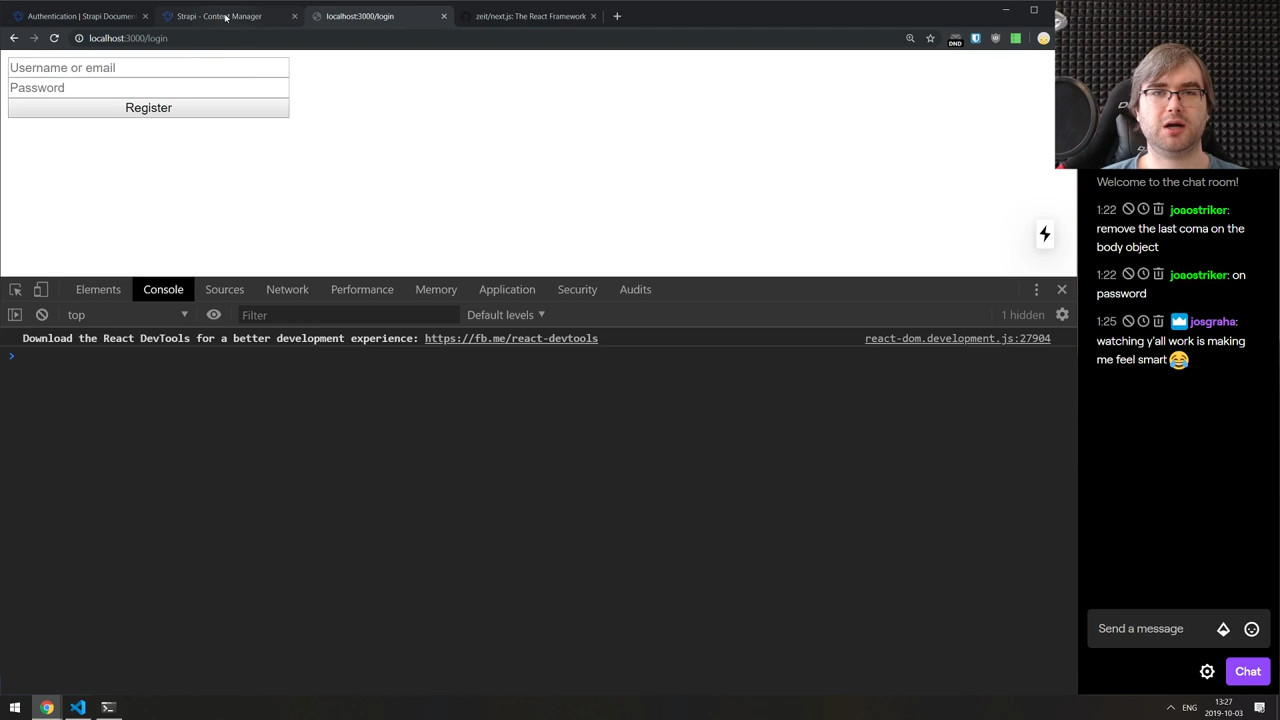 Authentication | Strapi Documen
Strapi - Content Manager
localhost:3000/login
zeit/next.js: The React Framework
localhost:3000/login
DND
Username or email
Password
Register
Elements
Console
Sources
Network
Performance
Memory
Application
Security
Audits
top
Filter
Default levels
1 hidden
Download the React DevTools for a better development experience: https://fb.me/react-devtools
react-dom.development.js:27904
Welcome to the chat room!
1:22 joaostriker:
remove the last coma on the
body object
1:22 joaostriker: on
password
1:25 josgraha:
watching y'all work is making
me feel smart
Send a message
Chat
ENG
13:27
2019-10-03